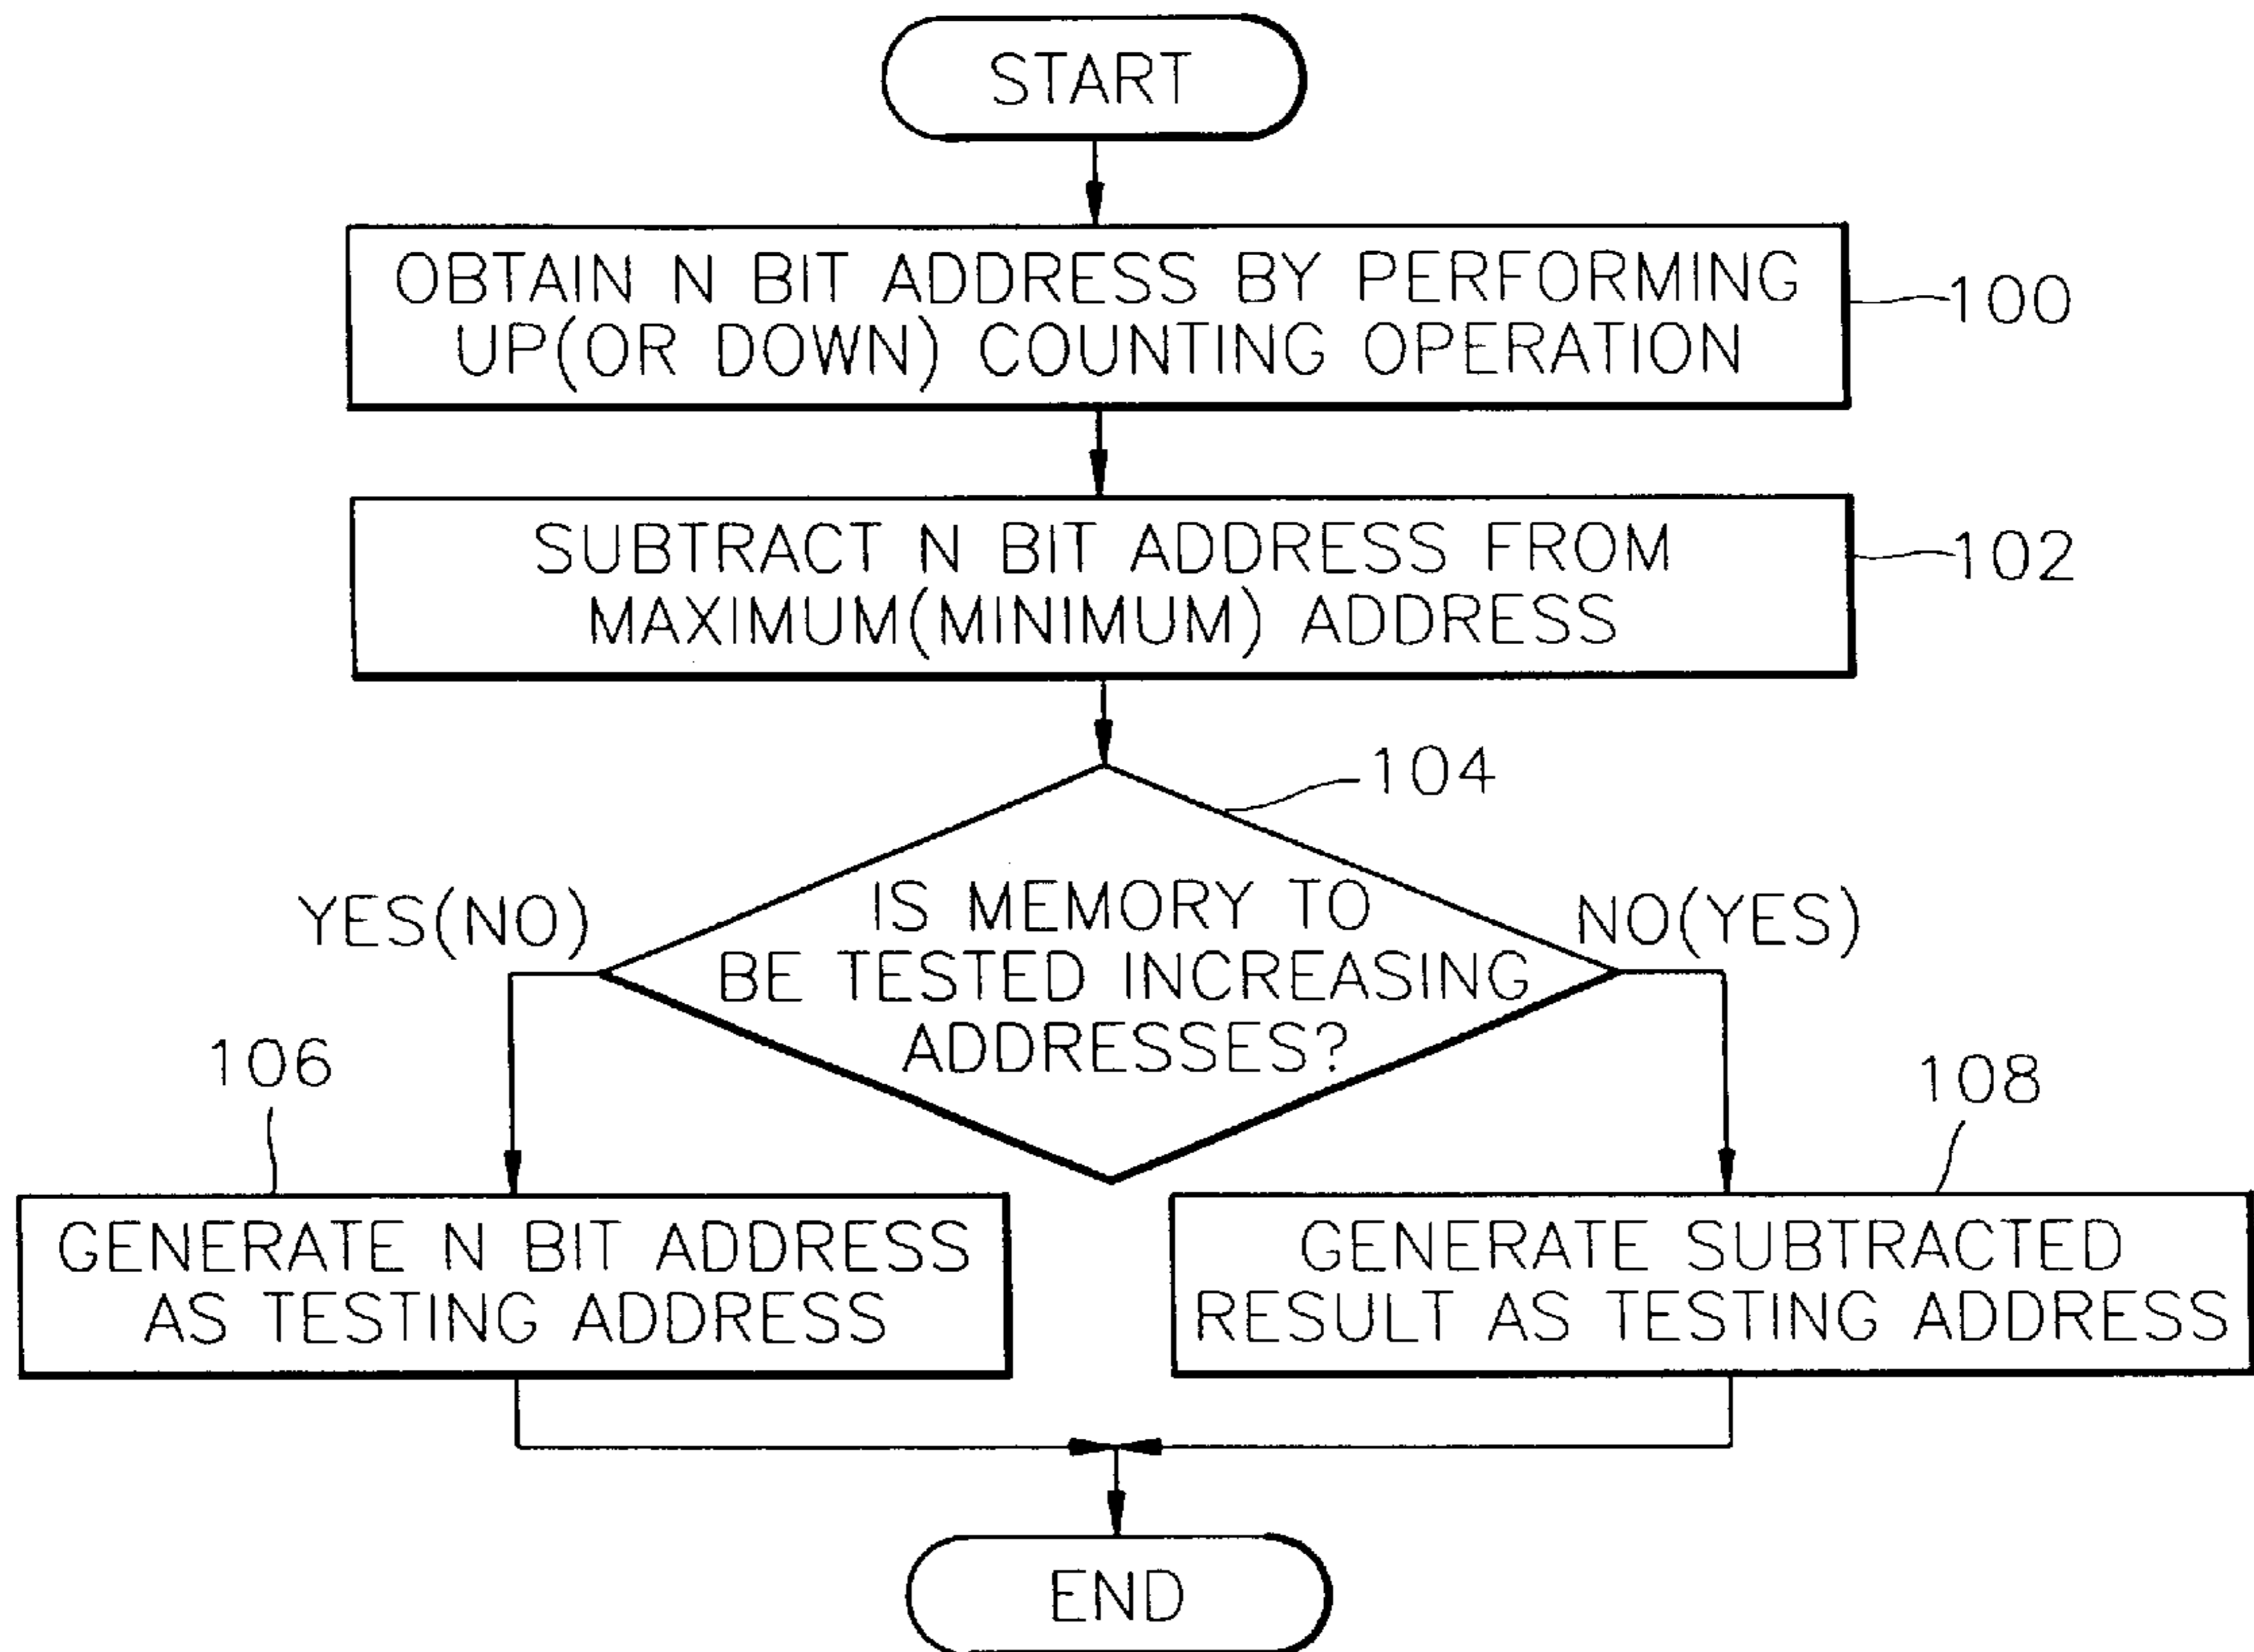 START
OBTAIN N BIT ADDRESS BY PERFORMING
UP(OR DOWN) COUNTING OPERATION
100
SUBTRACT N BIT ADDRESS FROM
MAXIMUM(MINIMUM) ADDRESS
102
104
IS MEMORY TO
BE TESTED INCREASING
ADDRESSES?
YES(NO)
NO(YES)
106
GENERATE N BIT ADDRESS
AS TESTING ADDRESS
108
GENERATE SUBTRACTED
RESULT AS TESTING ADDRESS
END